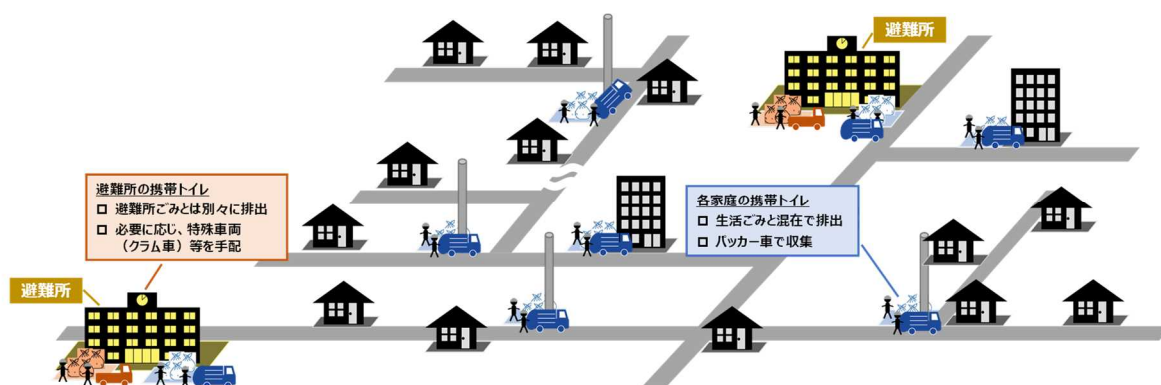 避難所
避難所の携帯トイレ
□ 避難所ごみとは別々に排出
□ 必要に応じ、特殊車両
（クラム車）等を手配
各家庭の携帯トイレ
□ 生活ごみと混在で排出
□ パッカー車で収集
避難所